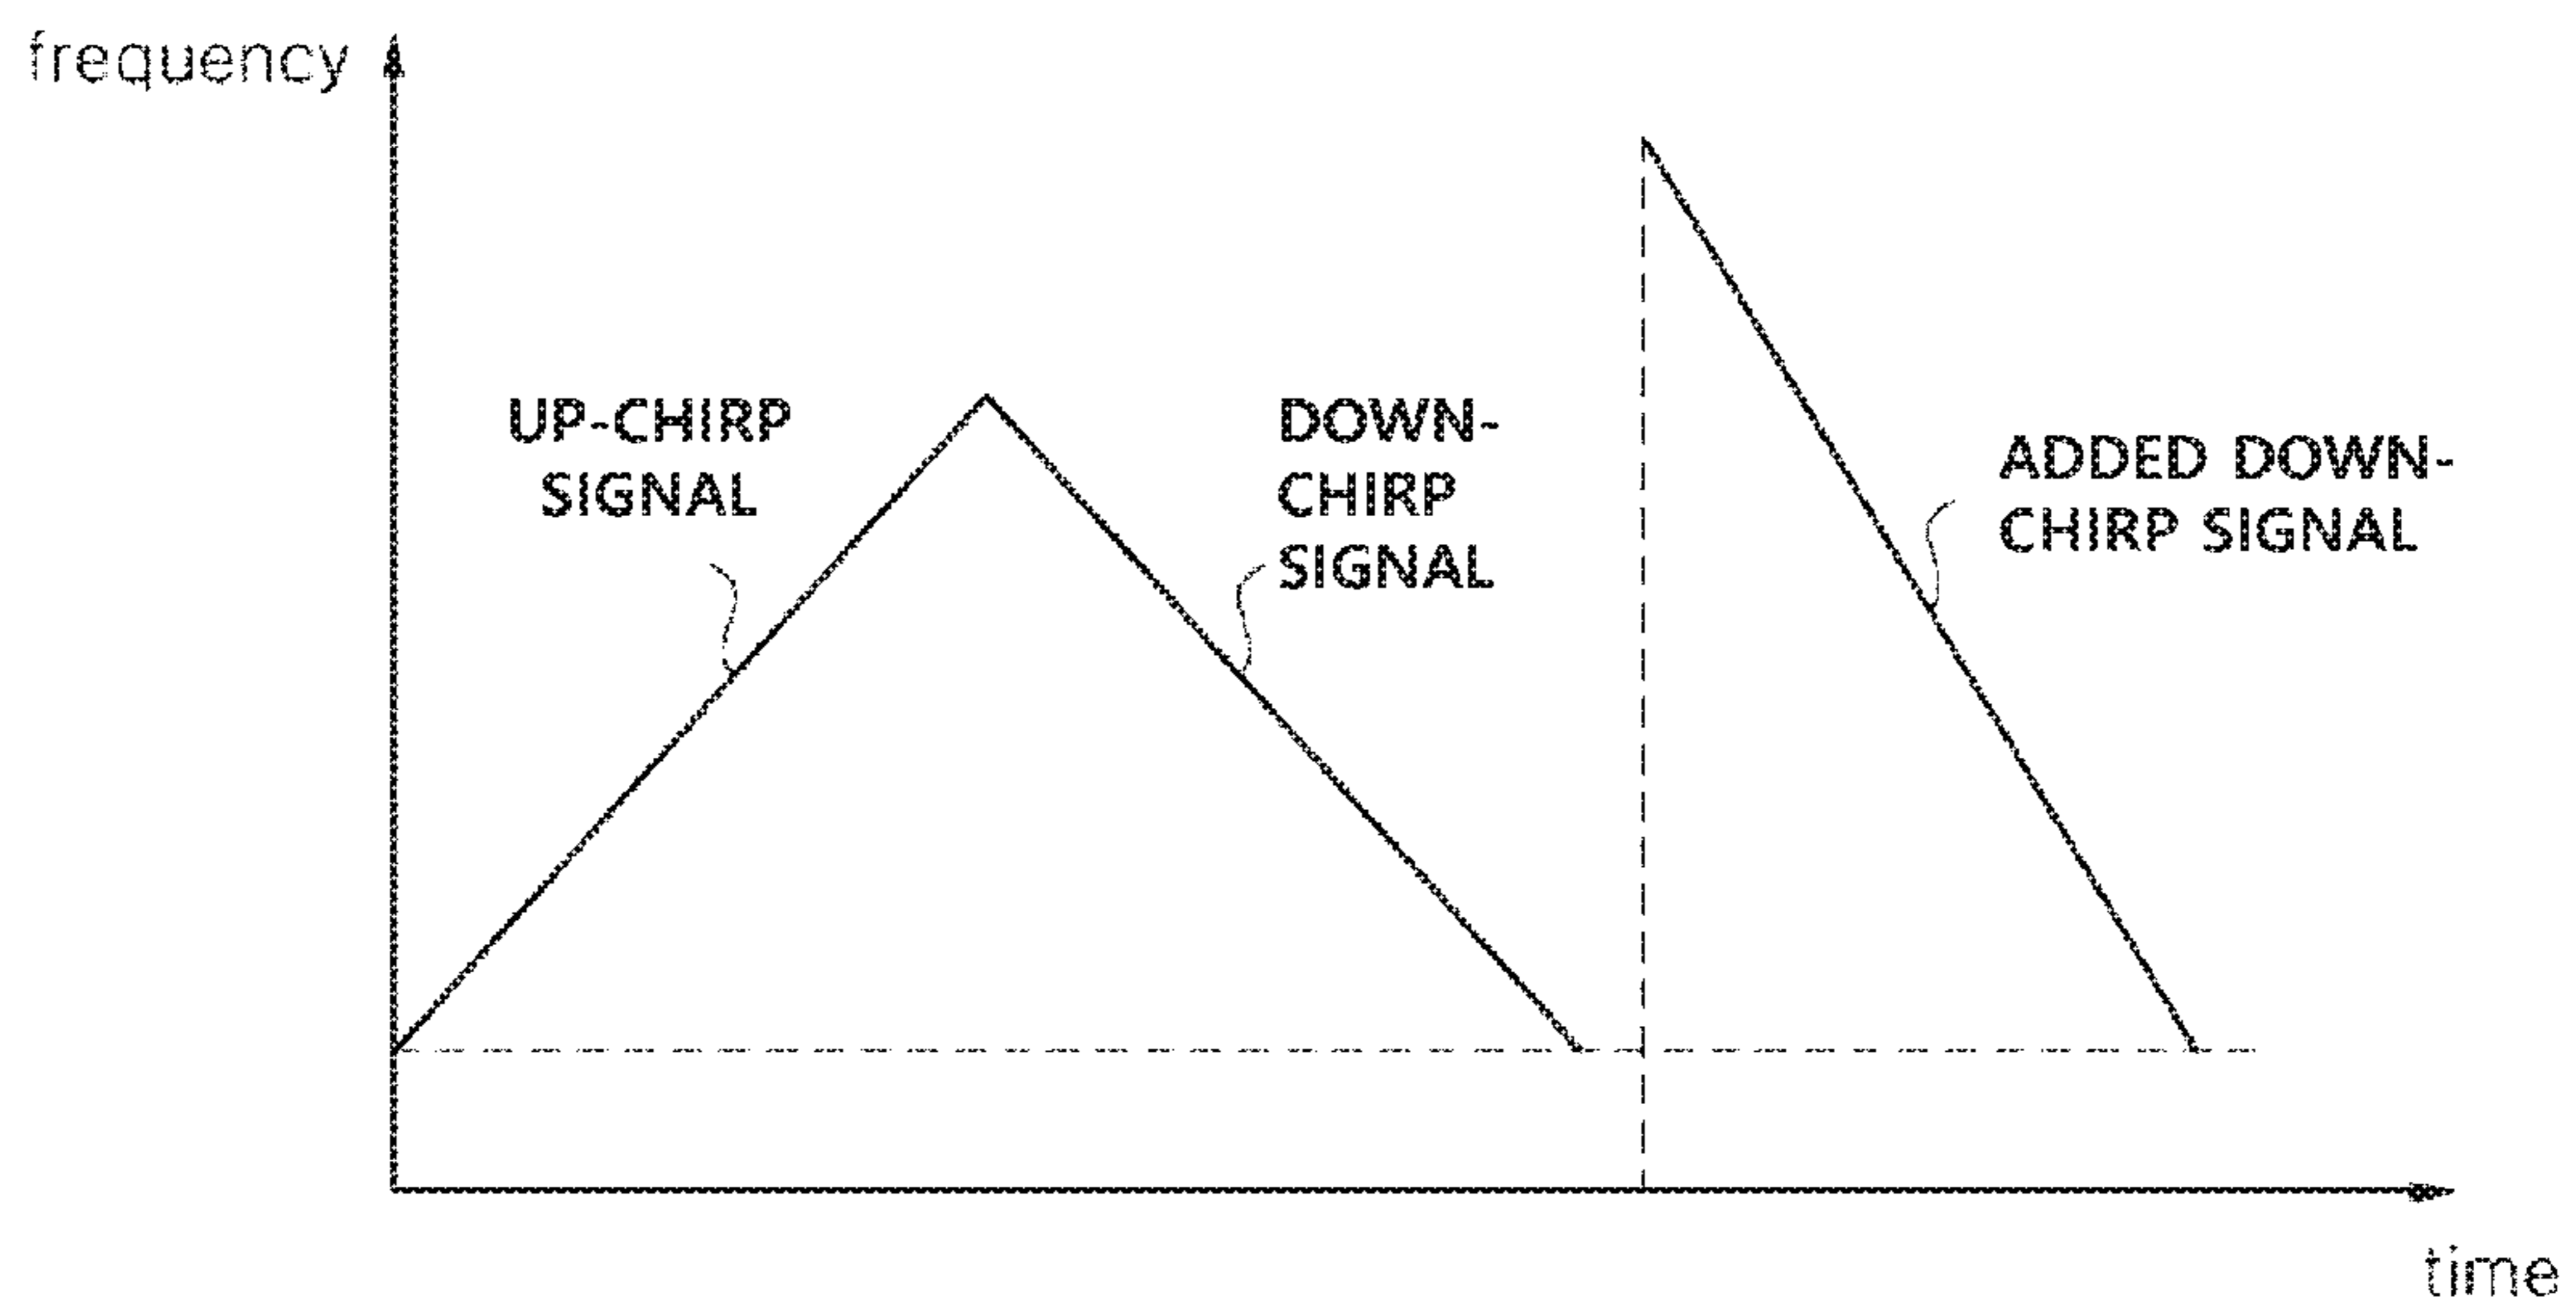 frequency
UP-CHIRP
SIGNAL
DOWN-
CHIRP
SIGNAL
ADDED DOWN-
CHIRP SIGNAL
time